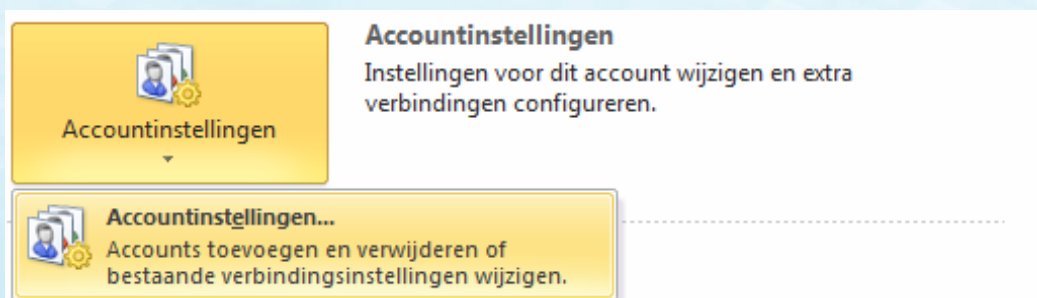 Accountinstellingen
Instellingen voor dit account wijzigen en extra
verbindingen configureren.
Accountinstellingen
Accountinstellingen...
Accounts toevoegen en verwijderen of
bestaande verbindingsinstellingen wijzigen.